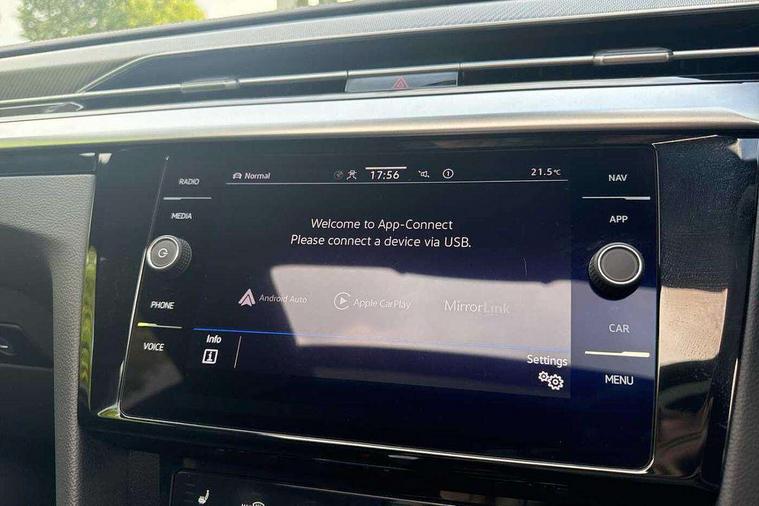 RADIO
MEDIA
PHONE
VOICE
Normal
17:56
21.5°C
Welcome to App-Connect
Please connect a device via USB.
Android Auto
Apple CarPlay
MirrorLink
Info
Settings
NAV
APP
CAR
MENU